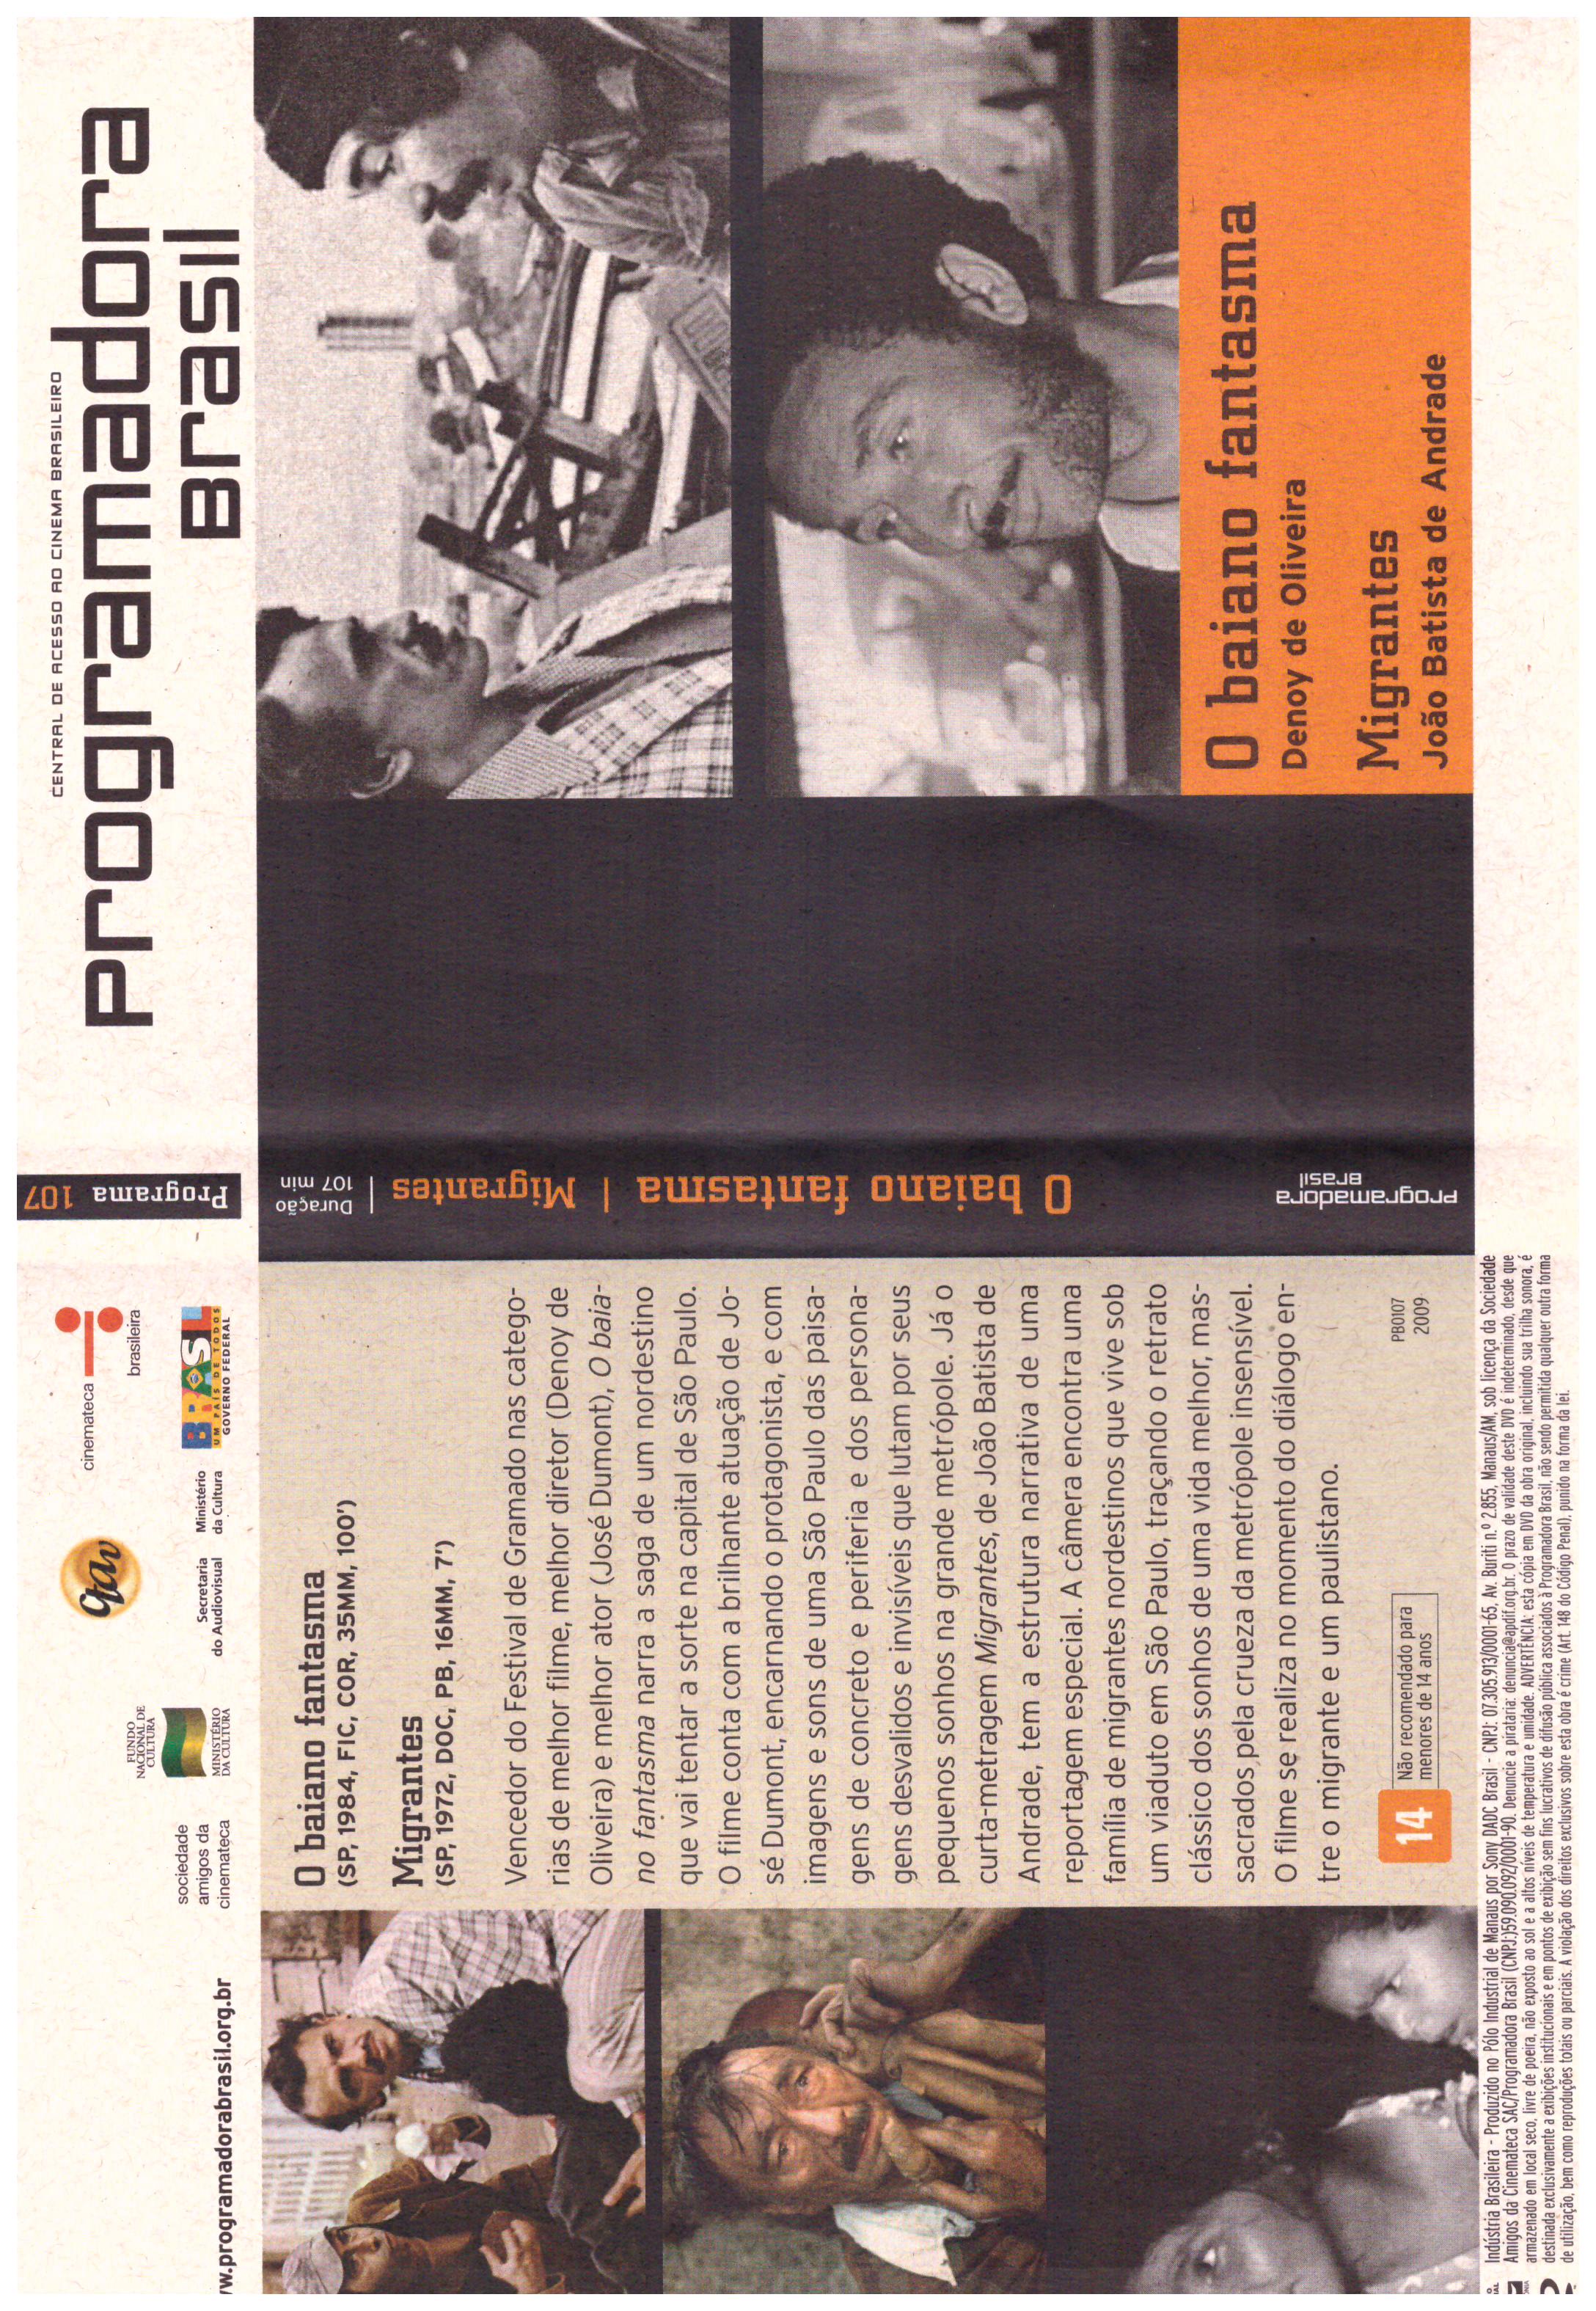 CENTRAL DE ACESSO AO CINEMA BRASILEIRO
Programadora
Brasil
O baiano fantasma
Denoy de Oliveira
Migrantes
João Batista de Andrade
Programa 107
Duração
107 min
Migrantes | O baiano fantasma
Programadora
Brasil
w.programadorabrasil.org.br
sociedade
amigos da
cinemateca
FUNDO
NACIONAL DE
CULTURA
MINISTÉRIO
DA CULTURA
ctav
Secretaria
do Audiovisual
Ministério
da Cultura
cinemateca
brasileira
BRASIL
UM PAÍS DE TODOS
GOVERNO FEDERAL
O baiano fantasma
(SP, 1984, FIC, COR, 35MM, 100')
Migrantes
(SP, 1972, DOC, PB, 16MM, 7')
Vencedor do Festival de Gramado nas catego-
rias de melhor filme, melhor diretor (Denoy de
Oliveira) e melhor ator (José Dumont), O baia-
no fantasma narra a saga de um nordestino
que vai tentar a sorte na capital de São Paulo.
O filme conta com a brilhante atuação de Jo-
sé Dumont, encarnando o protagonista, e com
imagens e sons de uma São Paulo das paisa-
gens de concreto e periferia e dos persona-
gens desvalidos e invisíveis que lutam por seus
pequenos sonhos na grande metrópole. Já o
curta-metragem Migrantes, de João Batista de
Andrade, tem a estrutura narrativa de uma
reportagem especial. A câmera encontra uma
família de migrantes nordestinos que vive sob
um viaduto em São Paulo, traçando o retrato
clássico dos sonhos de uma vida melhor, mas-
sacrados pela crueza da metrópole insensível.
O filme se realiza no momento do diálogo en-
tre o migrante e um paulistano.
14
Não recomendado para
menores de 14 anos
PB0107
2009
Indústria Brasileira - Produzido no Pólo Industrial de Manaus por Sony DADC Brasil - CNPJ: 07.305.913/0001-65, Av. Buriti n.º 2.855, Manaus/AM, sob licença da Sociedade
Amigos da Cinemateca SAC/Programadora Brasil (CNPJ:)59.090.092/0001-90. Denuncie a pirataria: denuncia@apdif.org.br. O prazo de validade deste DVD é indeterminado, desde que
armazenado em local seco, livre de poeira, não exposto ao sol e a altos níveis de temperatura e umidade. ADVERTÊNCIA: esta cópia em DVD da obra original, incluindo sua trilha sonora, é
destinada exclusivamente a exibições institucionais e em pontos de exibição sem fins lucrativos de difusão pública associados à Programadora Brasil, não sendo permitida qualquer outra forma
de utilização, bem como reproduções totais ou parciais. A violação dos direitos exclusivos sobre esta obra é crime (Art. 148 do Código Penal), punido na forma da lei.